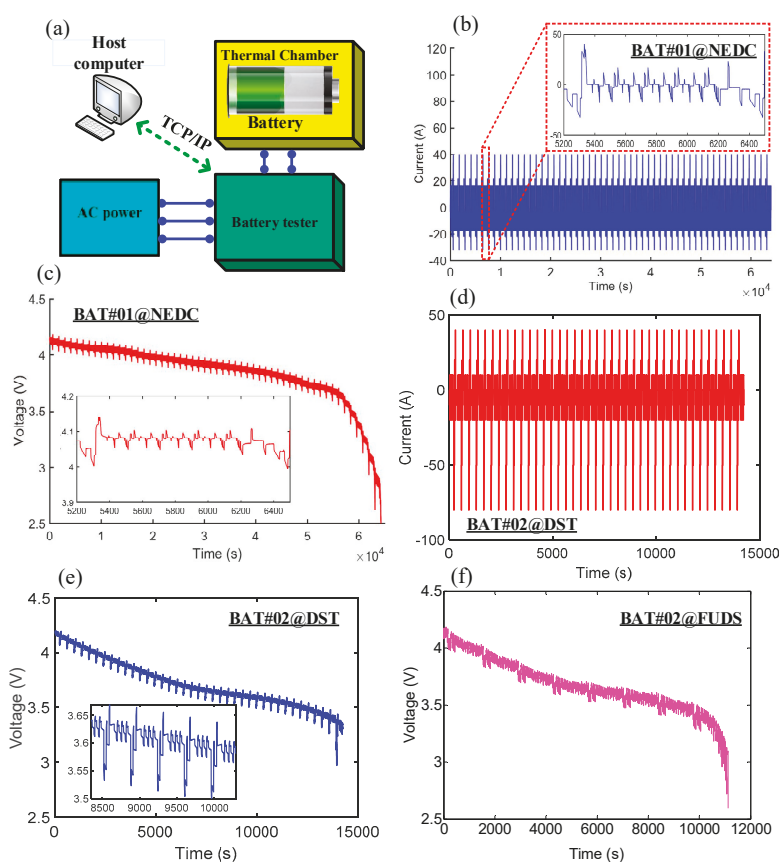 (a)
Host
computer
Thermal Chamber
Battery
TCP/IP
AC power
Battery tester
(b)
BAT#01@NEDC
50
0
-50
5200 5400 5600 5800 6000 6200 6400
Current (A)
120
100
80
60
40
20
0
-20
-40
0 1 2 3 4 5 6
×10⁴
Time (s)
(c)
BAT#01@NEDC
Voltage (V)
4.5
4
3.5
3
2.5
4.2
4.1
4
3.9
5200 5400 5600 5800 6000 6200 6400
0 1 2 3 4 5 6
×10⁴
Time (s)
(d)
Current (A)
50
0
-50
-100
BAT#02@DST
0 5000 10000 15000
Time (s)
(e)
BAT#02@DST
Voltage (V)
4.5
4
3.5
3
2.5
3.65
3.6
3.55
3.5
8500 9000 9500 10000
0 5000 10000 15000
Time (s)
(f)
BAT#02@FUDS
Voltage (V)
4.5
4
3.5
3
2.5
0 2000 4000 6000 8000 10000 12000
Time (s)